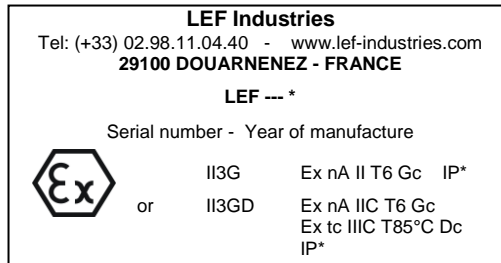 LEF Industries
Tel: (+33) 02.98.11.04.40 - www.lef-industries.com
29100 DOUARNENEZ - FRANCE
LEF --- *
Serial number - Year of manufacture
Ex II3G Ex nA II T6 Gc IP*
or II3GD Ex nA IIC T6 Gc
Ex tc IIIC T85°C Dc
IP*